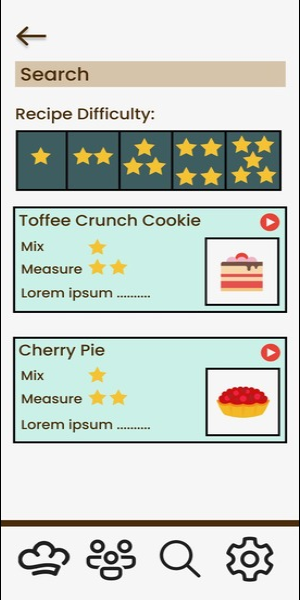 Search
Recipe Difficulty:
Toffee Crunch Cookie
Mix
Measure
Lorem ipsum ..........
Cherry Pie
Mix
Measure
Lorem ipsum ..........